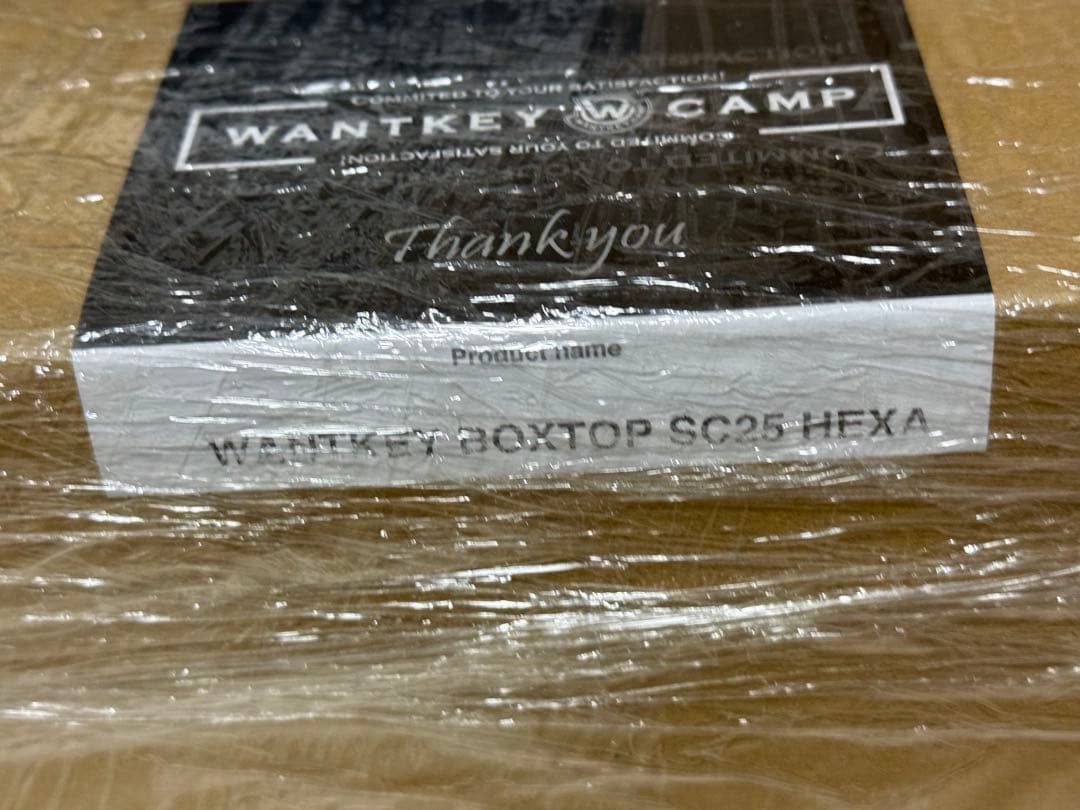 COMMITED TO YOUR SATISFACTION!
WANTKEY W CAMP
COMMITED TO YOUR SATISFACTION!
Thank you
Product name
WANTKEY BOXTOP SC25 HEXA